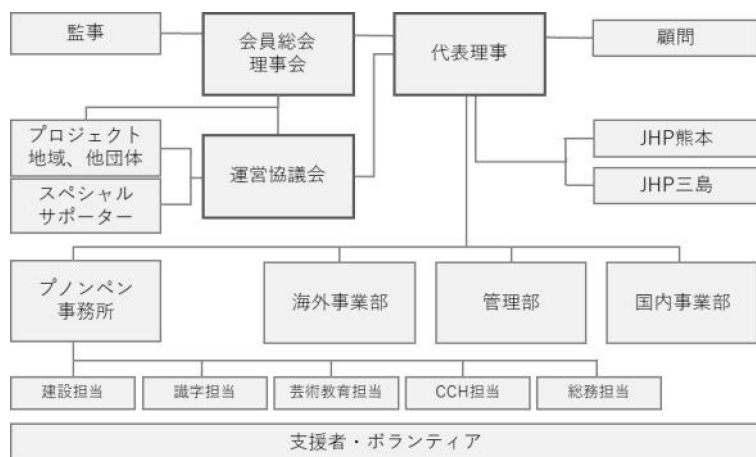 監事
会員総会
理事会
代表理事
顧問
プロジェクト
地域、他団体
運営協議会
スペシャル
サポーター
JHP熊本
JHP三島
プノンペン
事務所
海外事業部
管理部
国内事業部
建設担当
識字担当
芸術教育担当
CCH担当
総務担当
支援者・ボランティア